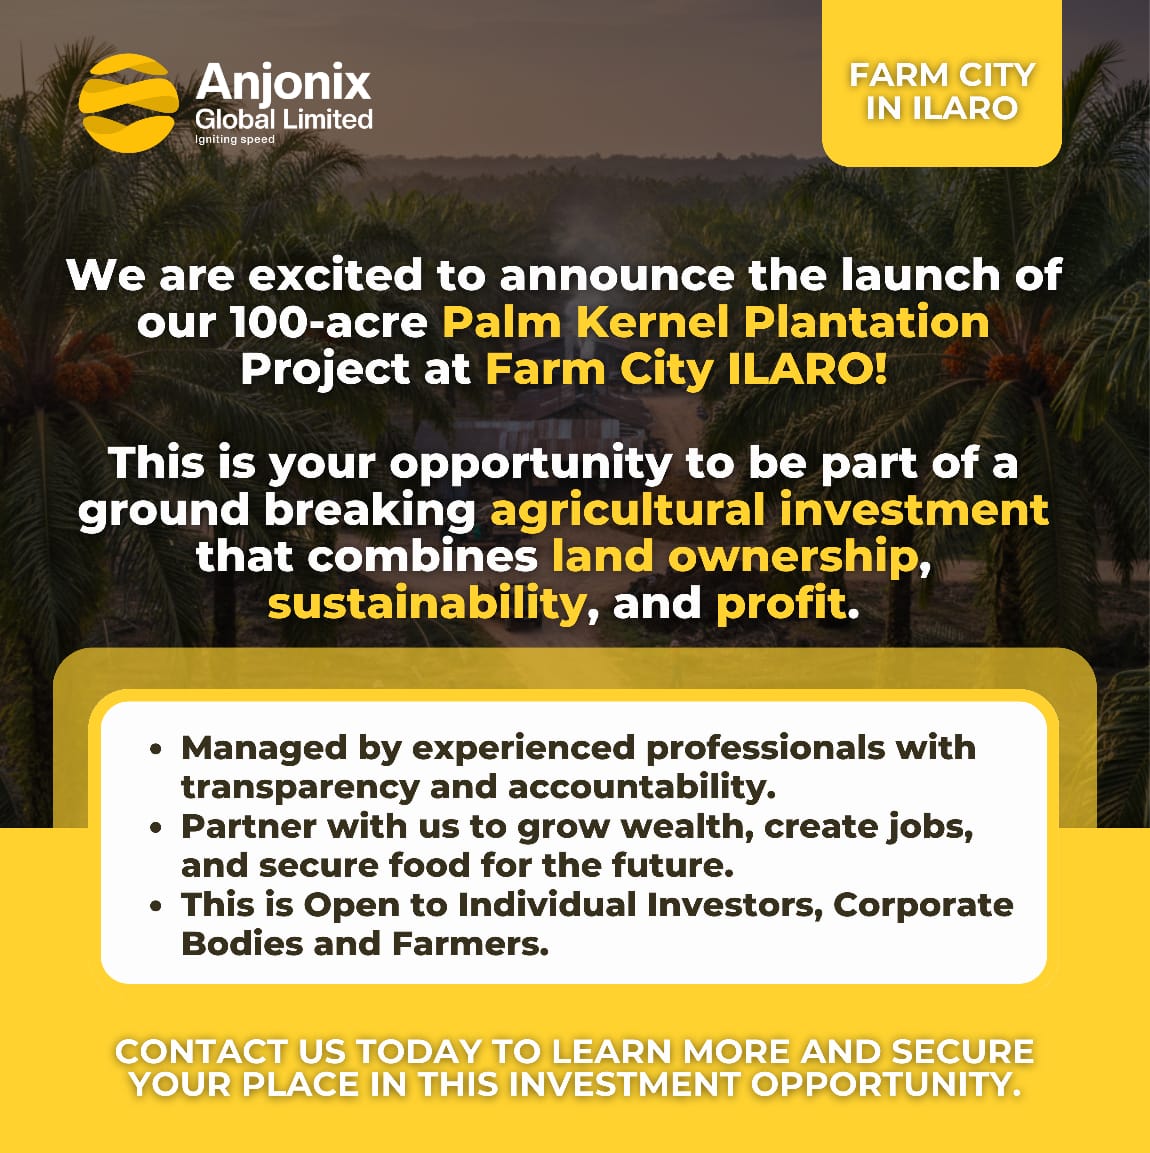 Anjonix
Global Limited
Igniting speed
FARM CITY
IN ILARO
We are excited to announce the launch of
our 100-acre Palm Kernel Plantation
Project at Farm City ILARO!
This is your opportunity to be part of a
ground breaking agricultural investment
that combines land ownership,
sustainability, and profit.
• Managed by experienced professionals with
transparency and accountability.
• Partner with us to grow wealth, create jobs,
and secure food for the future.
• This is Open to Individual Investors, Corporate
Bodies and Farmers.
CONTACT US TODAY TO LEARN MORE AND SECURE
YOUR PLACE IN THIS INVESTMENT OPPORTUNITY.